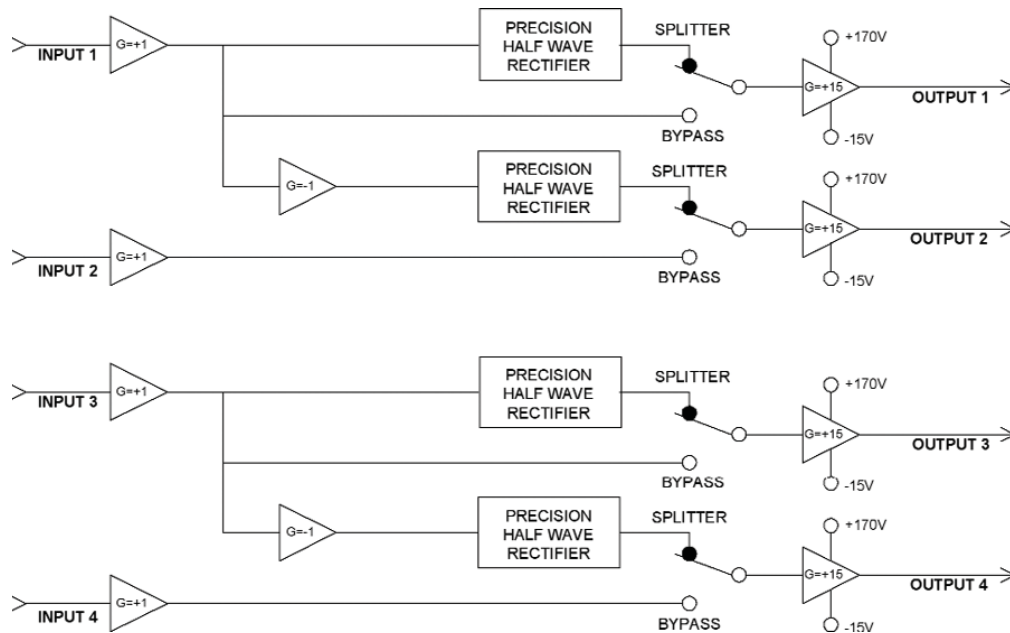 INPUT 1
G=+1
PRECISION
HALF WAVE
RECTIFIER
SPLITTER
BYPASS
+170V
G=+15
-15V
OUTPUT 1
G=-1
PRECISION
HALF WAVE
RECTIFIER
SPLITTER
INPUT 2
G=+1
BYPASS
+170V
G=+15
-15V
OUTPUT 2
INPUT 3
G=+1
PRECISION
HALF WAVE
RECTIFIER
SPLITTER
BYPASS
+170V
G=+15
-15V
OUTPUT 3
G=-1
PRECISION
HALF WAVE
RECTIFIER
SPLITTER
INPUT 4
G=+1
BYPASS
+170V
G=+15
-15V
OUTPUT 4